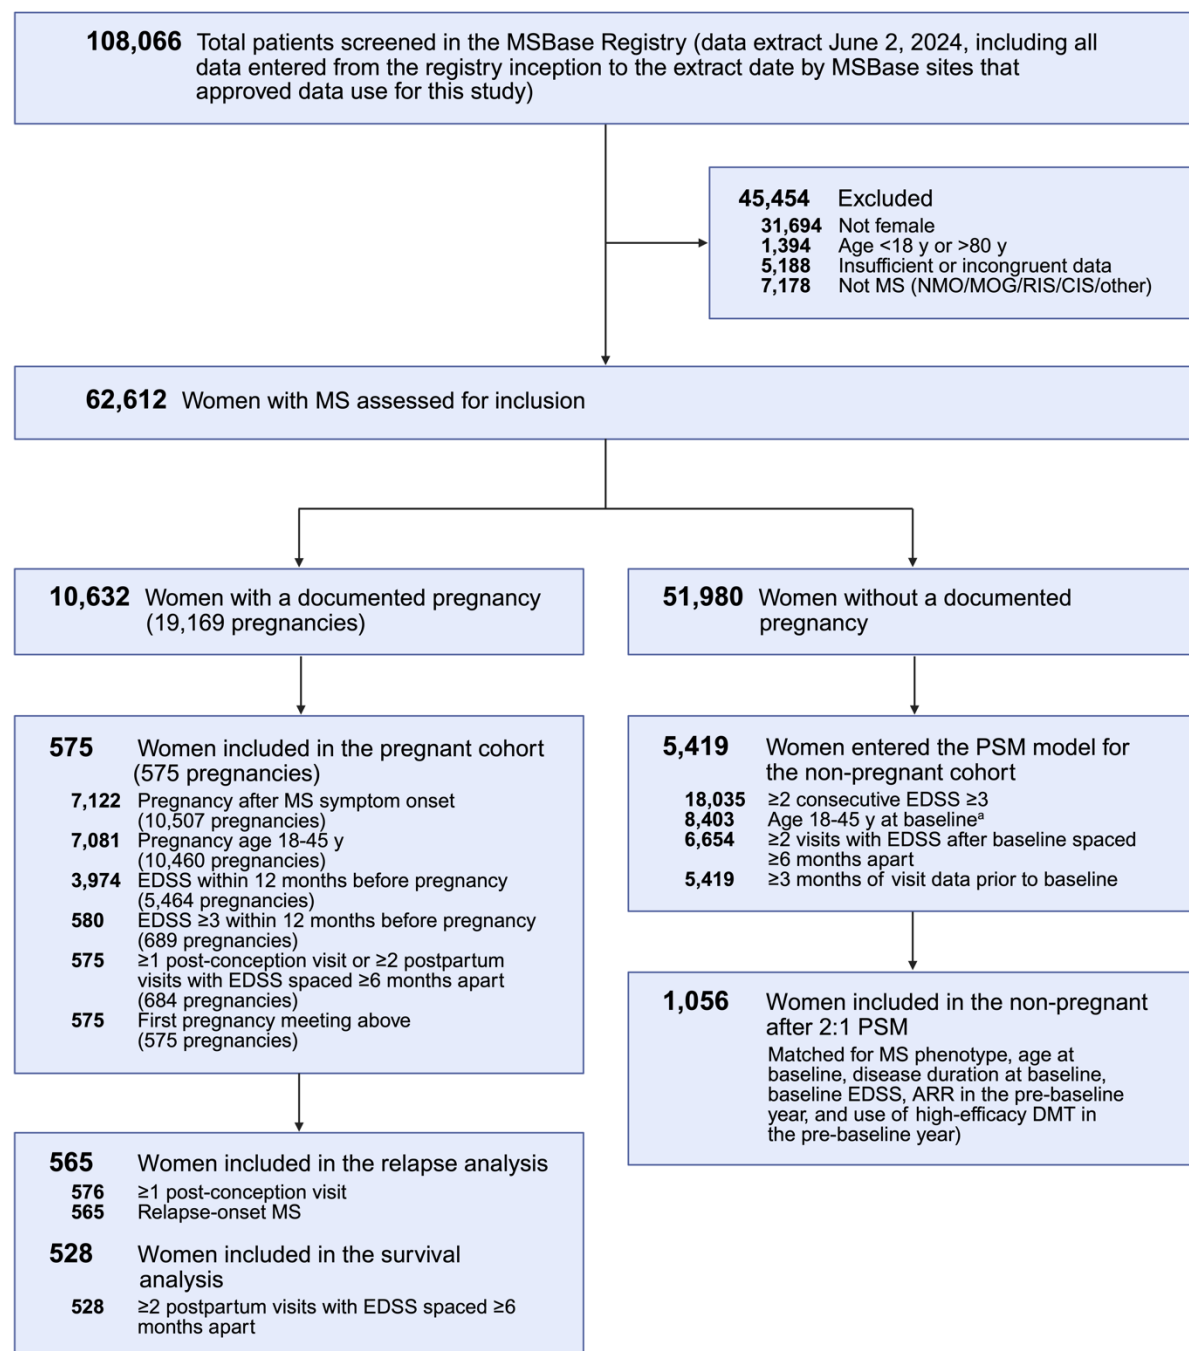 108,066 Total patients screened in the MSBase Registry (data extract June 2, 2024, including all
data entered from the registry inception to the extract date by MSBase sites that
approved data use for this study)
45,454 Excluded
31,694 Not female
1,394 Age <18 y or >80 y
5,188 Insufficient or incongruent data
7,178 Not MS (NMO/MOG/RIS/CIS/other)
62,612 Women with MS assessed for inclusion
10,632 Women with a documented pregnancy
(19,169 pregnancies)
51,980 Women without a documented
pregnancy
575 Women included in the pregnant cohort
(575 pregnancies)
7,122 Pregnancy after MS symptom onset
(10,507 pregnancies)
7,081 Pregnancy age 18-45 y
(10,460 pregnancies)
3,974 EDSS within 12 months before pregnancy
(5,464 pregnancies)
580 EDSS ≥3 within 12 months before pregnancy
(689 pregnancies)
575 ≥1 post-conception visit or ≥2 postpartum
visits with EDSS spaced ≥6 months apart
(684 pregnancies)
575 First pregnancy meeting above
(575 pregnancies)
5,419 Women entered the PSM model for
the non-pregnant cohort
18,035 ≥2 consecutive EDSS ≥3
8,403 Age 18-45 y at baselineᵃ
6,654 ≥2 visits with EDSS after baseline spaced
≥6 months apart
5,419 ≥3 months of visit data prior to baseline
1,056 Women included in the non-pregnant
after 2:1 PSM
Matched for MS phenotype, age at
baseline, disease duration at baseline,
baseline EDSS, ARR in the pre-baseline
year, and use of high-efficacy DMT in
the pre-baseline year)
565 Women included in the relapse analysis
576 ≥1 post-conception visit
565 Relapse-onset MS
528 Women included in the survival
analysis
528 ≥2 postpartum visits with EDSS spaced ≥6
months apart